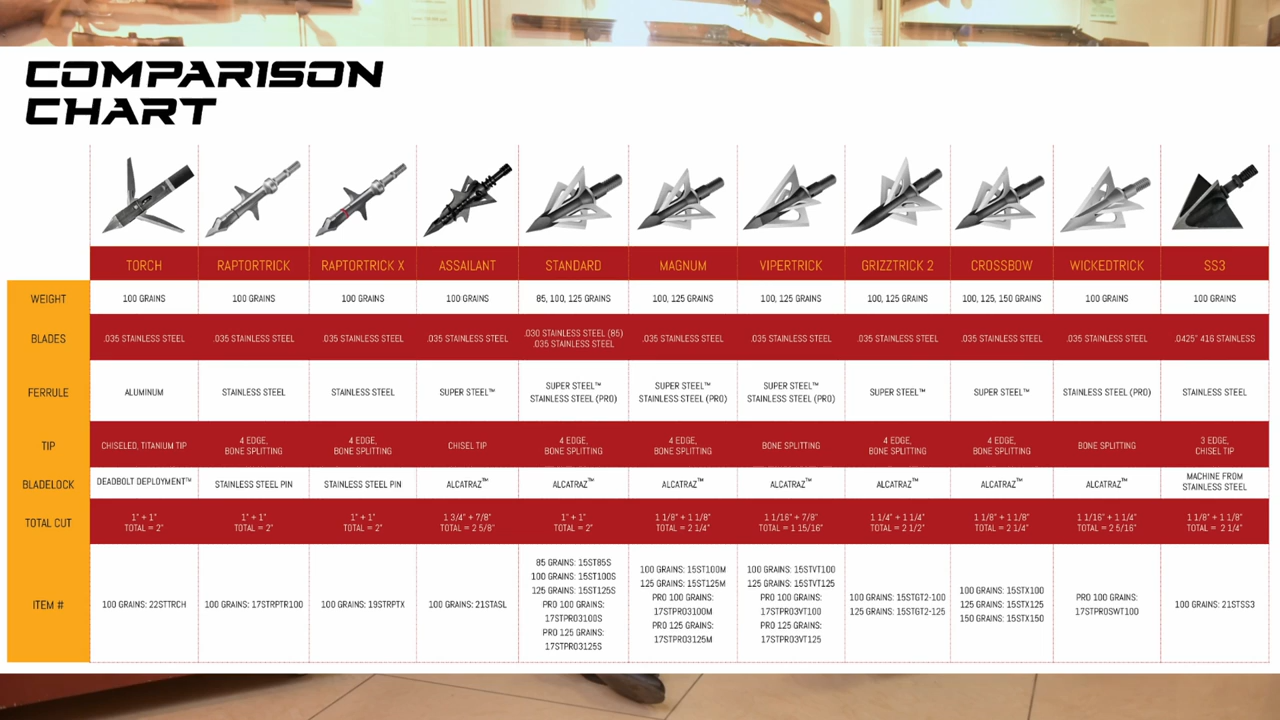 COMPARISON
CHART
TORCH RAPTORTRICK RAPTORTRICK X ASSAILANT STANDARD MAGNUM VIPERTRICK GRIZZTRICK 2 CROSSBOW WICKEDTRICK SS3
WEIGHT 100 GRAINS 100 GRAINS 100 GRAINS 100 GRAINS 85, 100, 125 GRAINS 100, 125 GRAINS 100, 125 GRAINS 100, 125 GRAINS 100, 125, 150 GRAINS 100 GRAINS 100 GRAINS
.030 STAINLESS STEEL (85)
BLADES .035 STAINLESS STEEL .035 STAINLESS STEEL .035 STAINLESS STEEL .035 STAINLESS STEEL .035 STAINLESS STEEL .035 STAINLESS STEEL .035 STAINLESS STEEL .035 STAINLESS STEEL .035 STAINLESS STEEL .035 STAINLESS STEEL .0425" 416 STAINLESS
SUPER STEEL™ SUPER STEEL™ SUPER STEEL™
FERRULE ALUMINUM STAINLESS STEEL STAINLESS STEEL SUPER STEEL™ STAINLESS STEEL (PRO) STAINLESS STEEL (PRO) STAINLESS STEEL (PRO) SUPER STEEL™ SUPER STEEL™ STAINLESS STEEL (PRO) STAINLESS STEEL
4 EDGE, 4 EDGE, 4 EDGE, 4 EDGE, 4 EDGE, 4 EDGE, 3 EDGE,
TIP CHISELED, TITANIUM TIP BONE SPLITTING BONE SPLITTING CHISEL TIP BONE SPLITTING BONE SPLITTING BONE SPLITTING BONE SPLITTING BONE SPLITTING BONE SPLITTING CHISEL TIP
MACHINE FROM
BLADELOCK DEADBOLT DEPLOYMENT™ STAINLESS STEEL PIN STAINLESS STEEL PIN ALCATRAZ™ ALCATRAZ™ ALCATRAZ™ ALCATRAZ™ ALCATRAZ™ ALCATRAZ™ ALCATRAZ™ STAINLESS STEEL
1" + 1" 1" + 1" 1" + 1" 1 3/4" + 7/8" 1" + 1" 1 1/8" + 1 1/8" 1 1/16" + 7/8" 1 1/4" + 1 1/4" 1 1/8" + 1 1/8" 1 1/16" + 1 1/4" 1 1/8" + 1 1/8"
TOTAL CUT TOTAL = 2" TOTAL = 2" TOTAL = 2" TOTAL = 2 5/8" TOTAL = 2" TOTAL = 2 1/4" TOTAL = 1 15/16" TOTAL = 2 1/2" TOTAL = 2 1/4" TOTAL = 2 5/16" TOTAL = 2 1/4"
ITEM # 100 GRAINS: 22STTRCH 100 GRAINS: 17STRPTR100 100 GRAINS: 19STRPTX 100 GRAINS: 21STASL
85 GRAINS: 15ST85S
100 GRAINS: 15ST100S
125 GRAINS: 15ST125S
PRO 100 GRAINS:
17STPRO3100S
PRO 125 GRAINS:
17STPRO3125S
100 GRAINS: 15ST100M
125 GRAINS: 15ST125M
PRO 100 GRAINS:
17STPRO3100M
PRO 125 GRAINS:
17STPRO3125M
100 GRAINS: 15STVT100
125 GRAINS: 15STVT125
PRO 100 GRAINS:
17STPRO3VT100
PRO 125 GRAINS:
17STPRO3VT125
100 GRAINS: 15STGT2-100
125 GRAINS: 15STGT2-125
100 GRAINS: 15STX100
125 GRAINS: 15STX125
150 GRAINS: 15STX150
PRO 100 GRAINS:
17STPROSWT100
100 GRAINS: 21STSS3